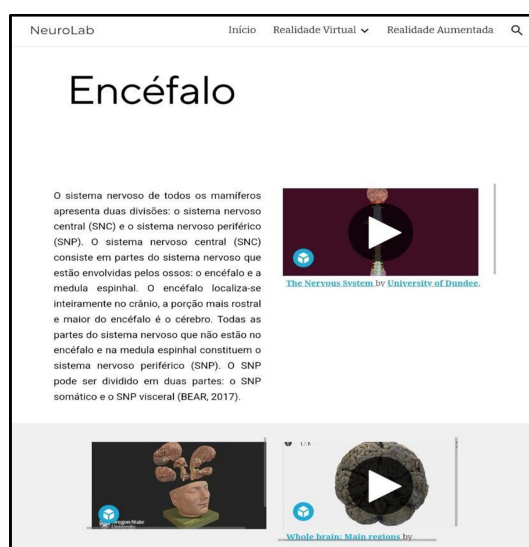 NeuroLab Início Realidade Virtual Realidade Aumentada
Encéfalo
O sistema nervoso de todos os mamíferos
apresenta duas divisões: o sistema nervoso
central (SNC) e o sistema nervoso periférico
(SNP). O sistema nervoso central (SNC)
consiste em partes do sistema nervoso que
estão envolvidas pelos ossos: o encéfalo e a
medula espinhal. O encéfalo localiza-se
inteiramente no crânio, a porção mais rostral
e maior do encéfalo é o cérebro. Todas as
partes do sistema nervoso que não estão no
encéfalo e na medula espinhal constituem o
sistema nervoso periférico (SNP). O SNP
pode ser dividido em duas partes: o SNP
somático e o SNP visceral (BEAR, 2017).
The Nervous System by University of Dundee.
Oregon State
Whole brain: Main regions by